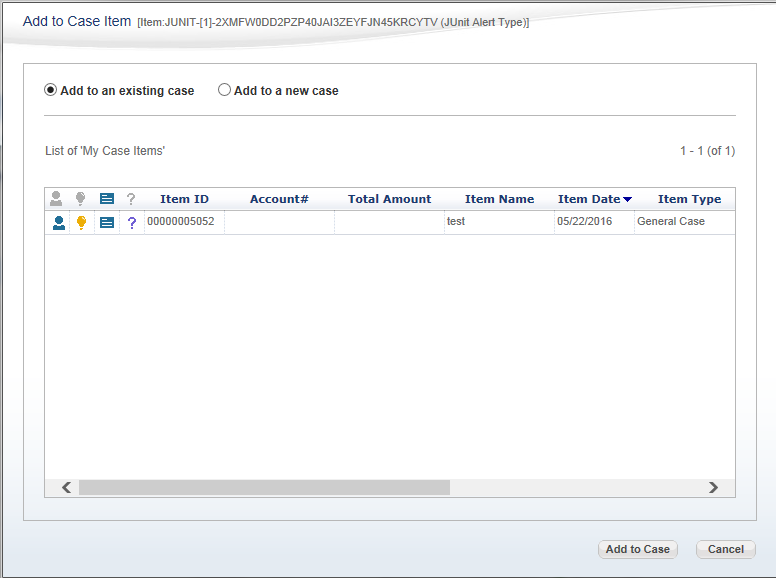 Add to Case Item [Item:JUNIT-[1]-2XMFW0DD2PZP40JAI3ZEYFJN45KRCYTV (JUnit Alert Type)]
Add to an existing case Add to a new case
List of 'My Case Items' 1 - 1 (of 1)
? Item ID Account# Total Amount Item Name Item Date Item Type
? 00000005052 test 05/22/2016 General Case
Add to Case Cancel